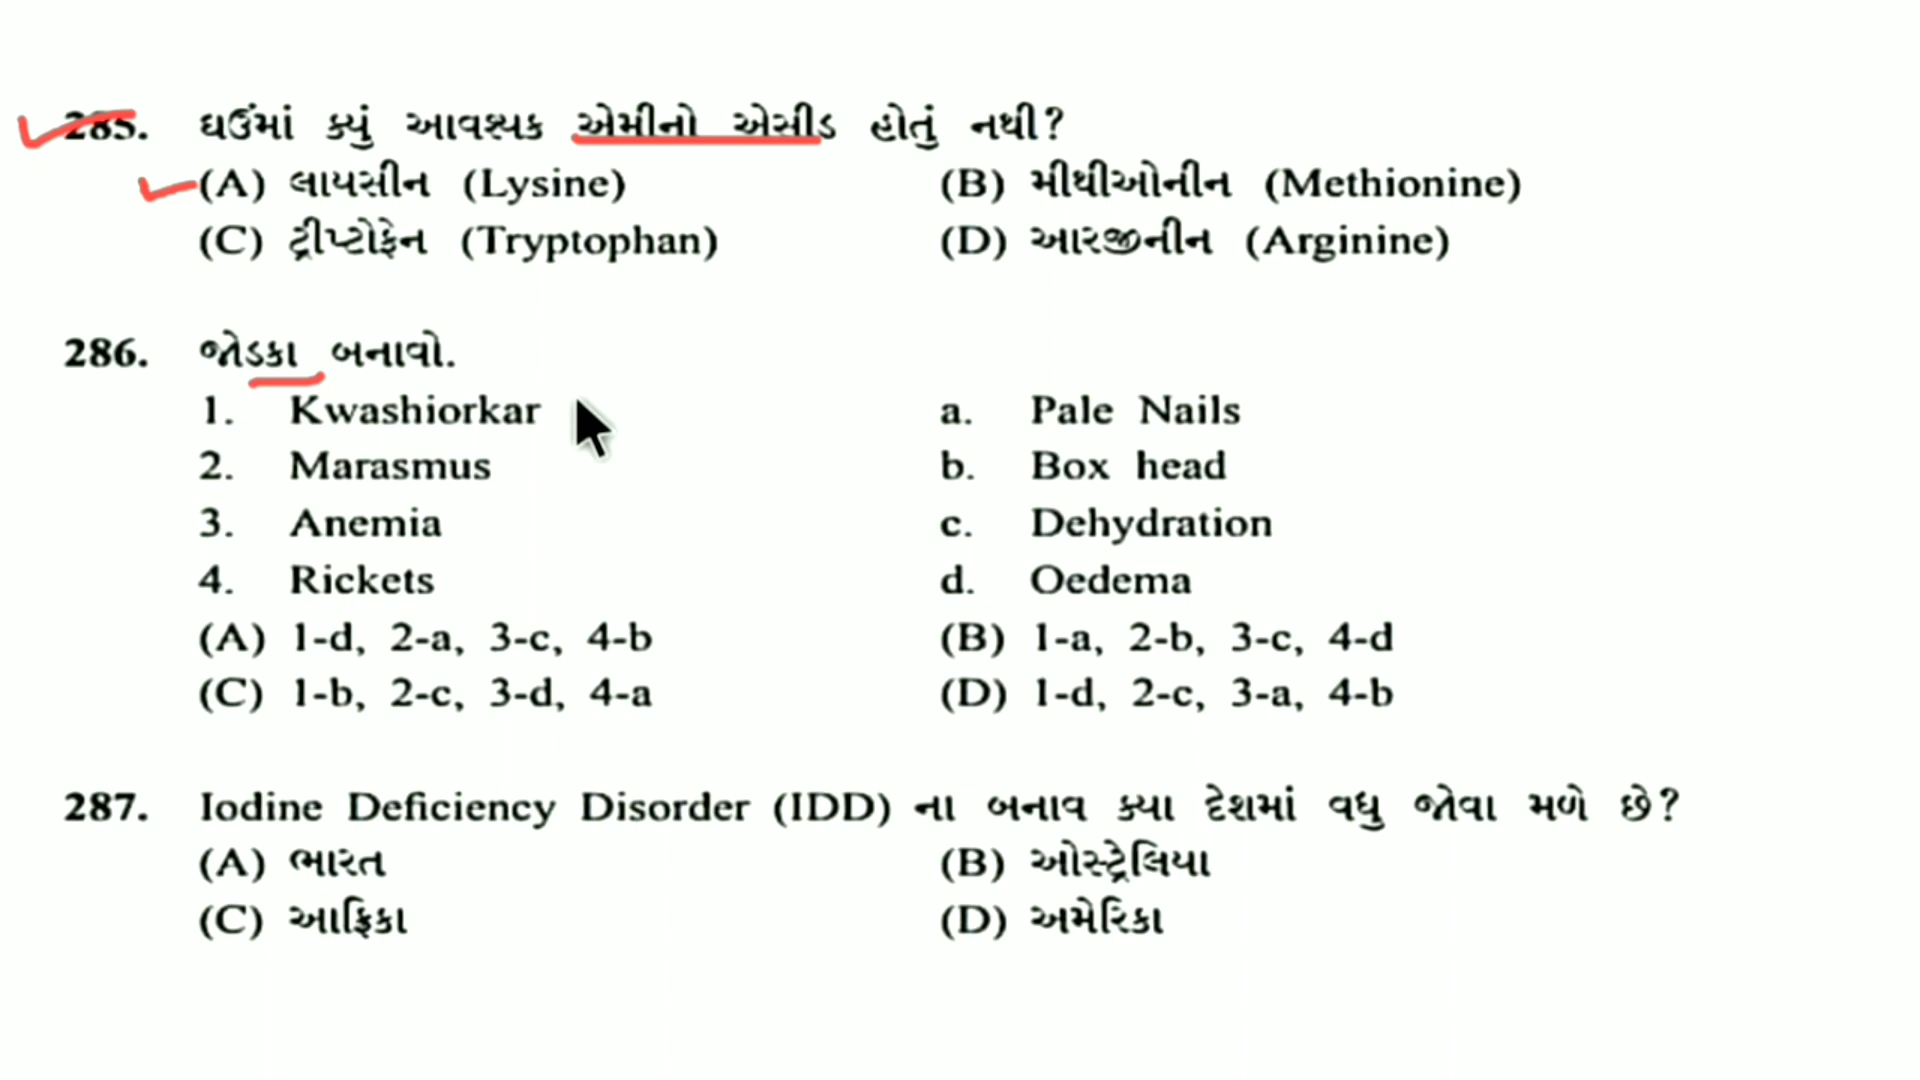 285. ઘઉંમાં ક્યું આવશ્યક એમીનો એસીડ હોતું નથી?
(A) લાયસીન (Lysine) (B) મીથીઓનીન (Methionine)
(C) ટ્રીપ્ટોફેન (Tryptophan) (D) આરજીનીન (Arginine)
286. જોડકા બનાવો.
1. Kwashiorkar a. Pale Nails
2. Marasmus b. Box head
3. Anemia c. Dehydration
4. Rickets d. Oedema
(A) 1-d, 2-a, 3-c, 4-b (B) 1-a, 2-b, 3-c, 4-d
(C) 1-b, 2-c, 3-d, 4-a (D) 1-d, 2-c, 3-a, 4-b
287. Iodine Deficiency Disorder (IDD) ના બનાવ ક્યા દેશમાં વધુ જોવા મળે છે?
(A) ભારત (B) ઓસ્ટ્રેલિયા
(C) આફ્રિકા (D) અમેરિકા